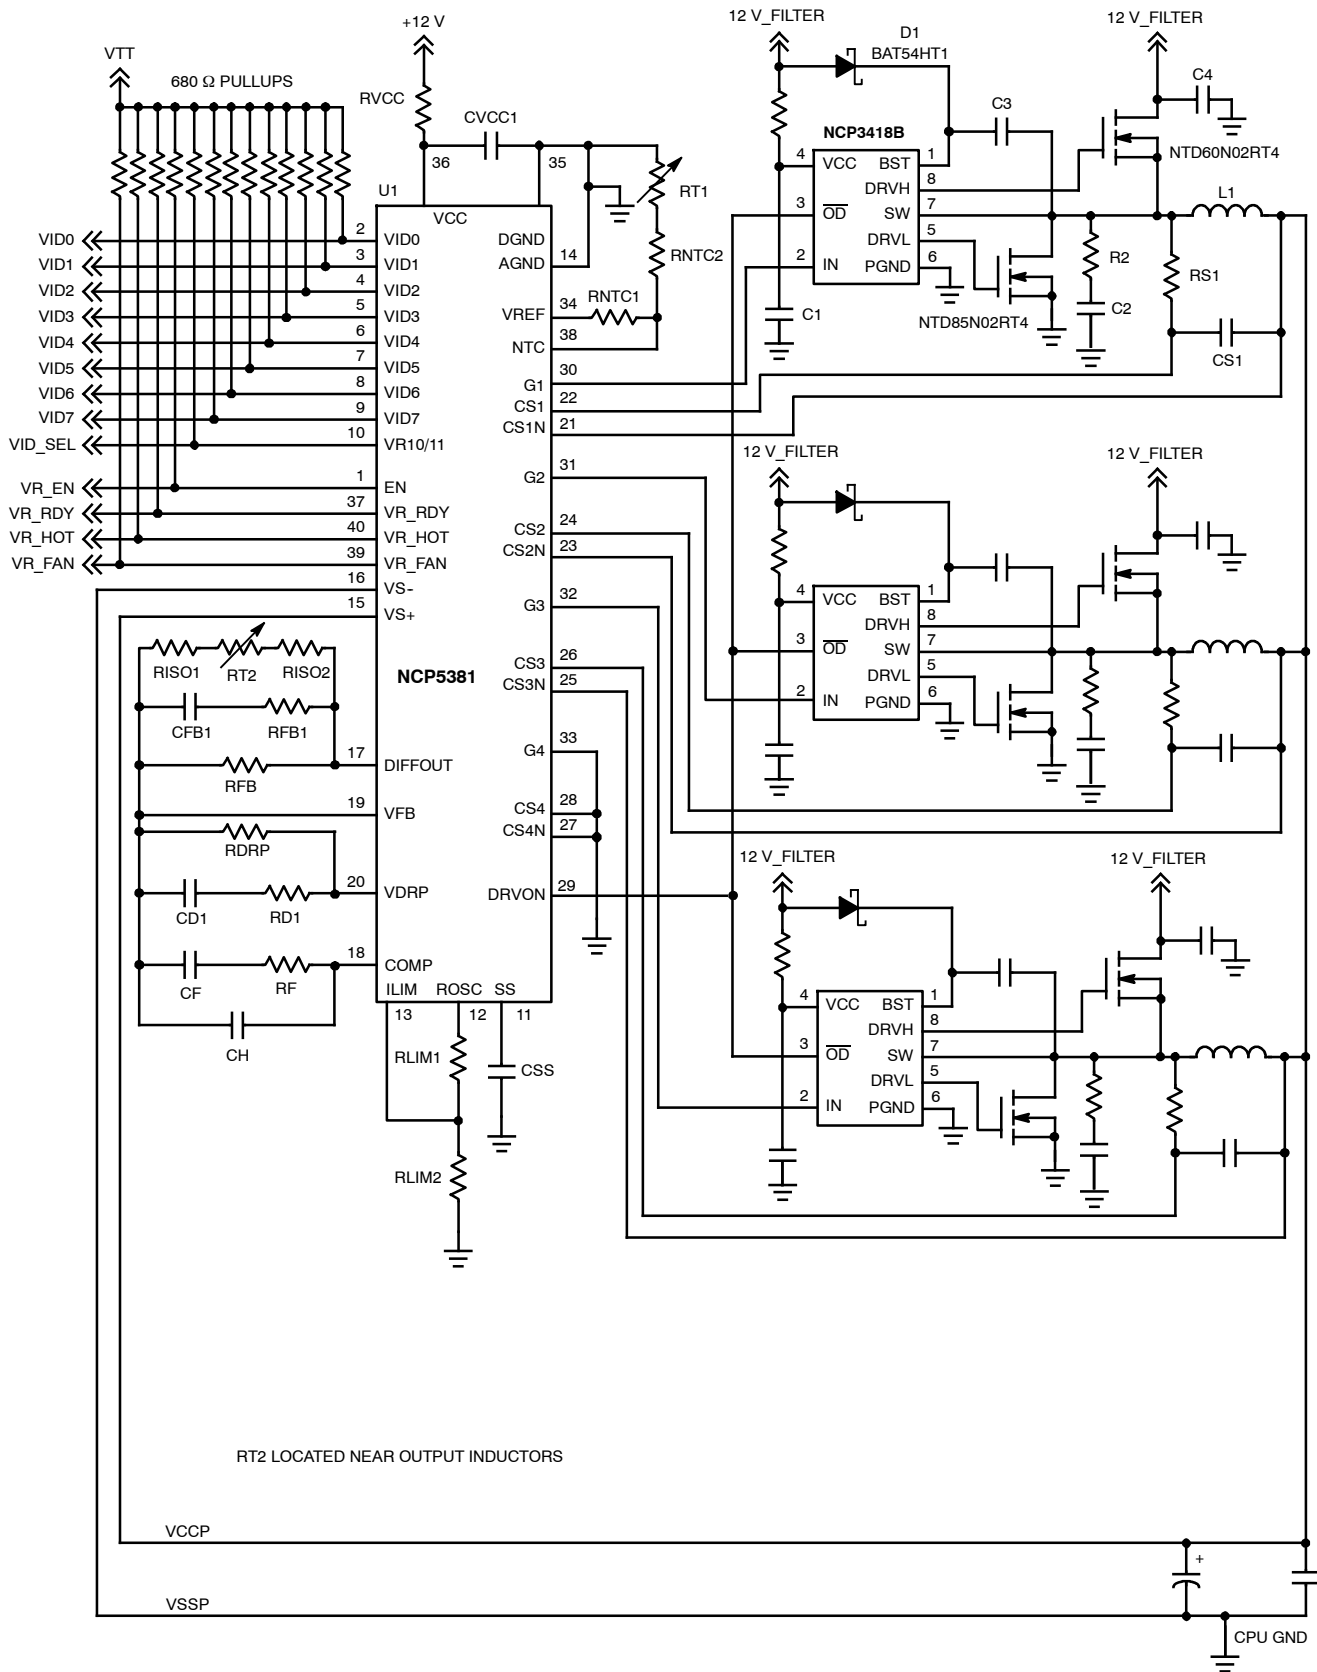 +12 V
12 V_FILTER
D1
BAT54HT1
12 V_FILTER
VTT
680 Ω PULLUPS
RVCC
CVCC1
C3
C4
NCP3418B
NTD60N02RT4
36
35
RT1
U1
VCC
4
VCC
BST
1
DRVH
8
3
OD
SW
7
L1
DRVL
5
2
IN
PGND
6
R2
RS1
C1
NTD85N02RT4
C2
CS1
VID0
2
VID0
DGND
VID1
3
VID1
AGND
14
RNTC2
VID2
4
VID2
RNTC1
VID3
5
VID3
VREF
34
VID4
6
VID4
NTC
38
VID5
7
VID5
G1
30
VID6
8
VID6
CS1
22
VID7
9
VID7
CS1N
21
VID_SEL
10
VR10/11
12 V_FILTER
12 V_FILTER
G2
31
VR_EN
1
EN
VR_RDY
37
VR_RDY
CS2
24
VR_HOT
40
VR_HOT
CS2N
23
VR_FAN
39
VR_FAN
16
VS-
G3
32
15
VS+
4
VCC
BST
1
DRVH
8
3
OD
SW
7
DRVL
5
2
IN
PGND
6
RISO1
RT2
RISO2
NCP5381
CS3
26
CS3N
25
CFB1
RFB1
17
DIFFOUT
G4
33
RFB
19
VFB
CS4
28
CS4N
27
RDRP
12 V_FILTER
12 V_FILTER
20
VDRP
DRVON
29
CD1
RD1
18
COMP
CF
RF
ILIM
ROSC
SS
13
12
11
CH
RLIM1
CSS
RLIM2
4
VCC
BST
1
DRVH
8
3
OD
SW
7
DRVL
5
2
IN
PGND
6
RT2 LOCATED NEAR OUTPUT INDUCTORS
VCCP
+
VSSP
CPU GND